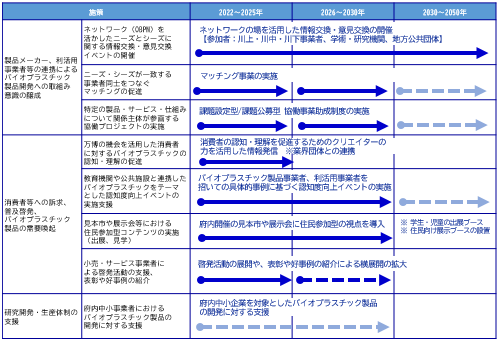 施策
2022～2025年
2026～2030年
2030～2050年
製品メーカー、利活用
事業者等の連携による
バイオプラスチック
製品開発への取組み
意識の醸成
ネットワーク（OBPN）を
活かしたニーズとシーズに
関する情報交換・意見交換
イベントの開催
ネットワークの場を活用した情報交換・意見交換の開催
【参加者：川上・川中・川下事業者、学術・研究機関、地方公共団体】
ニーズ・シーズが一致する
事業者同士をつなぐ
マッチングの促進
マッチング事業の実施
特定の製品・サービス・仕組み
について関係主体が参画する
協働プロジェクトの実施
課題設定型/課題公募型 協働事業助成制度の実施
消費者等への訴求、
普及啓発、
バイオプラスチック
製品の需要喚起
万博の機会を活用した消費者
に対するバイオプラスチックの
認知・理解の促進
消費者の認知・理解を促進するためのクリエイターの
力を活用した情報発信　※業界団体との連携
教育機関や公共施設と連携した
バイオプラスチックをテーマ
とした認知度向上イベントの
実施支援
バイオプラスチック製品事業者、利活用事業者を
招いての具体的事例に基づく認知度向上イベントの実施
見本市や展示会等における
住民参加型コンテンツの実施
（出展、見学）
府内開催の見本市や展示会に住民参加型の視点を導入
※ 学生・児童の出展ブース
※ 住民向け展示ブースの設置
小売・サービス事業者に
よる啓発活動の支援、
表彰や好事例の紹介
啓発活動の展開や、表彰や好事例の紹介による横展開の拡大
研究開発・生産体制の
支援
府内中小事業者における
バイオプラスチック製品の
開発に対する支援
府内中小企業を対象としたバイオプラスチック製品
の開発に対する支援